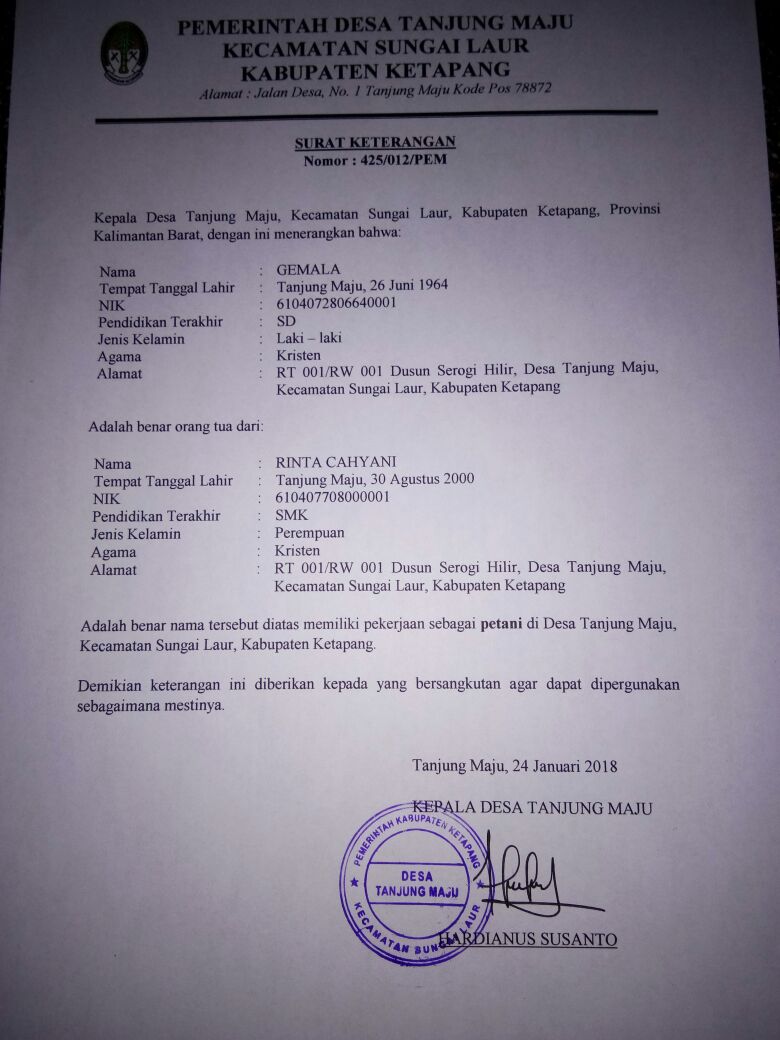 PEMERINTAH DESA TANJUNG MAJU
KECAMATAN SUNGAI LAUR
KABUPATEN KETAPANG
Alamat : Jalan Desa, No. 1 Tanjung Maju Kode Pos 78872
SURAT KETERANGAN
Nomor : 425/012/PEM
Kepala Desa Tanjung Maju, Kecamatan Sungai Laur, Kabupaten Ketapang, Provinsi
Kalimantan Barat, dengan ini menerangkan bahwa:
Nama : GEMALA
Tempat Tanggal Lahir : Tanjung Maju, 26 Juni 1964
NIK : 6104072806640001
Pendidikan Terakhir : SD
Jenis Kelamin : Laki – laki
Agama : Kristen
Alamat : RT 001/RW 001 Dusun Serogi Hilir, Desa Tanjung Maju,
Kecamatan Sungai Laur, Kabupaten Ketapang
Adalah benar orang tua dari:
Nama : RINTA CAHYANI
Tempat Tanggal Lahir : Tanjung Maju, 30 Agustus 2000
NIK : 610407708000001
Pendidikan Terakhir : SMK
Jenis Kelamin : Perempuan
Agama : Kristen
Alamat : RT 001/RW 001 Dusun Serogi Hilir, Desa Tanjung Maju,
Kecamatan Sungai Laur, Kabupaten Ketapang
Adalah benar nama tersebut diatas memiliki pekerjaan sebagai petani di Desa Tanjung Maju,
Kecamatan Sungai Laur, Kabupaten Ketapang.
Demikian keterangan ini diberikan kepada yang bersangkutan agar dapat dipergunakan
sebagaimana mestinya.
Tanjung Maju, 24 Januari 2018
KEPALA DESA TANJUNG MAJU
PEMERINTAH KABUPATEN KETAPANG
DESA
TANJUNG MAJU
KECAMATAN SUNGAI LAUR
HARDIANUS SUSANTO